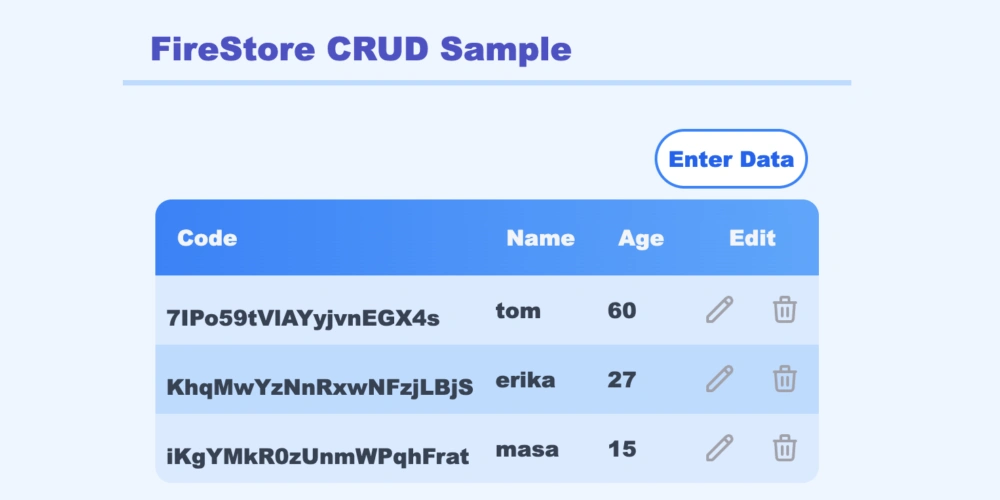 FireStore CRUD Sample
Enter Data
Code Name Age Edit
7IPo59tVIAYyjvnEGX4s tom 60
KhqMwYzNnRxwNFzjLBjS erika 27
iKgYMkR0zUnmWPqhFrat masa 15